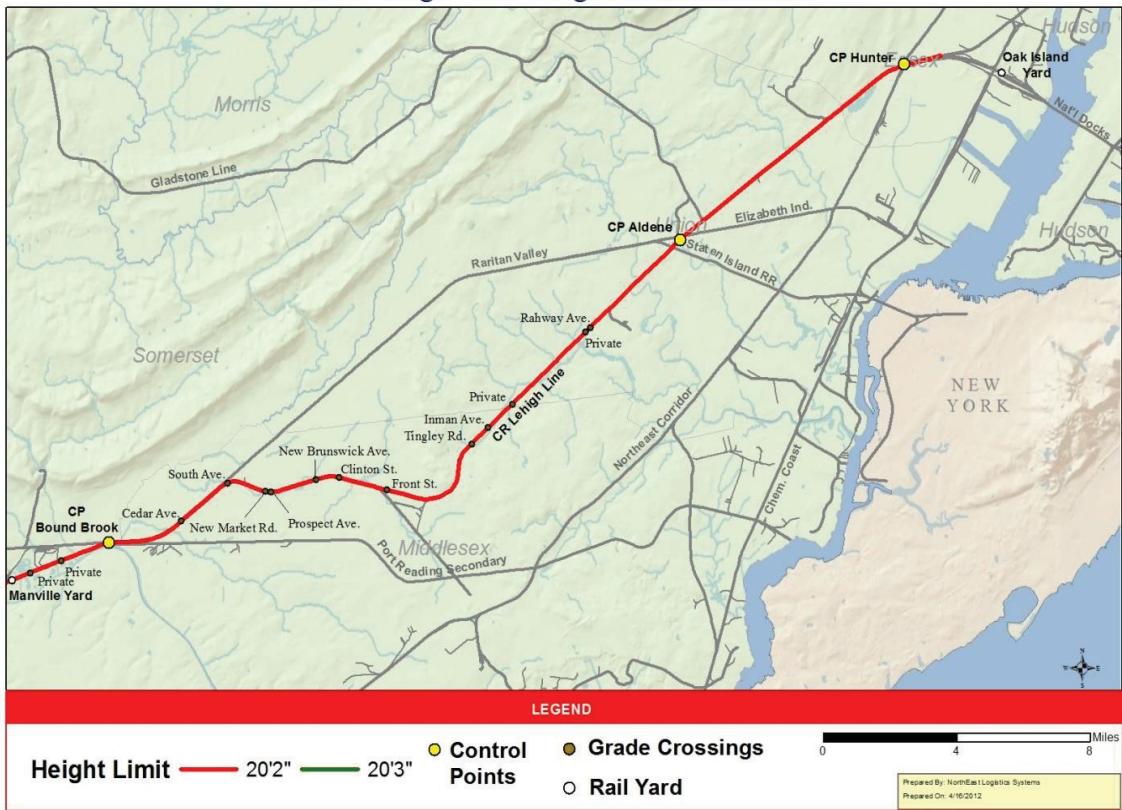 Hudson
CP Hunter
Essex
Oak Island
Yard
Morris
Nat'l Docks
Gladstone Line
Elizabeth Ind.
CP Aldene
Union
Hudson
Raritan Valley
Staten Island RR
Rahway Ave.
Private
Somerset
NEW
YORK
Private
CR Lehigh Line
Inman Ave.
Tingley Rd.
Northeast Corridor
New Brunswick Ave.
South Ave.
Clinton St.
Front St.
Chem. Coast
Cedar Ave.
New Market Rd.
Prospect Ave.
CP
Bound Brook
Middlesex
Port Reading Secondary
Private
Private
Manville Yard
N
W
E
S
LEGEND
Height Limit
20'2"
20'3"
Control
Points
Grade Crossings
Rail Yard
Miles
0
4
8
Prepared By: NorthEast Logistics Systems
Prepared On: 4/16/2012